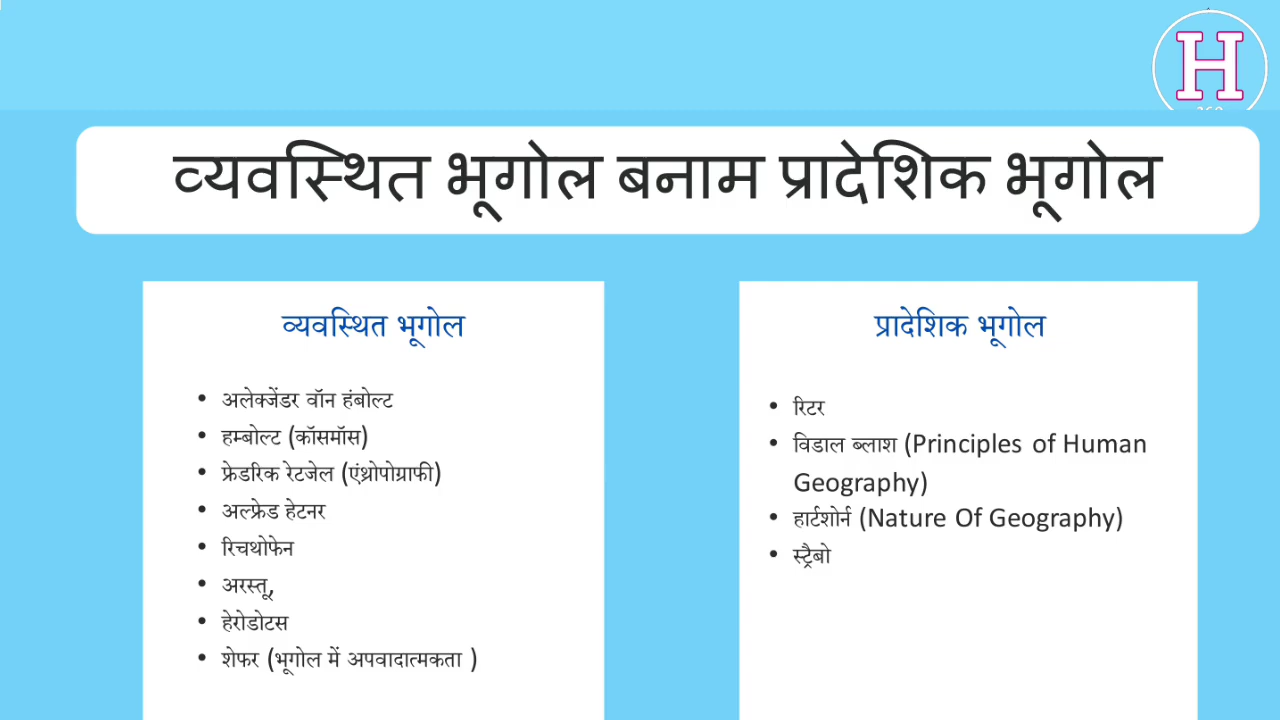 H
व्यवस्थित भूगोल बनाम प्रादेशिक भूगोल
व्यवस्थित भूगोल
• अलेक्जेंडर वॉन हंबोल्ट
• हम्बोल्ट (कॉसमॉस)
• फ्रेडरिक रेटजेल (एंथ्रोपोग्राफी)
• अल्फ्रेड हेटनर
• रिचथोफेन
• अरस्तू,
• हेरोडोटस
• शेफर (भूगोल में अपवादात्मकता )
प्रादेशिक भूगोल
• रिटर
• विडाल ब्लाश (Principles of Human
Geography)
• हार्टशोर्न (Nature Of Geography)
• स्ट्रैबो